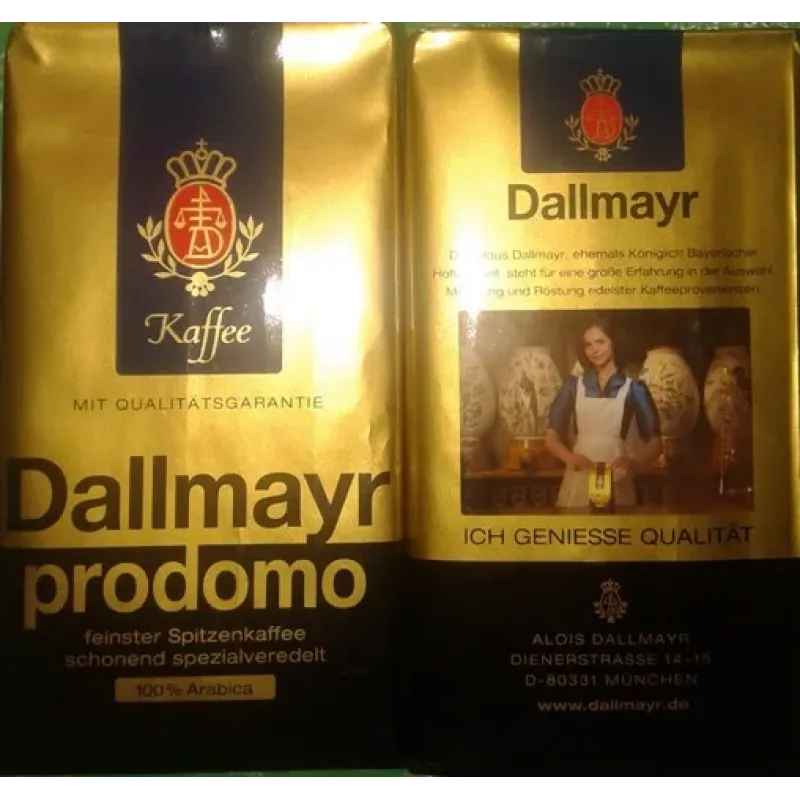 Kaffee
MIT QUALITÄTSGARANTIE
Dallmayr
prodomo
feinster Spitzenkaffee
schonend spezialveredelt
100% Arabica
Dallmayr
Dallmayr, ehemals Königlich Bayerischer
steht für eine große Erfahrung in der Auswahl
und Röstung edelster Kaffeeprovenienzen
ICH GENIESSE QUALITÄT
ALOIS DALLMAYR
DIENERSTRASSE 14-15
D-80331 MÜNCHEN
www.dallmayr.de